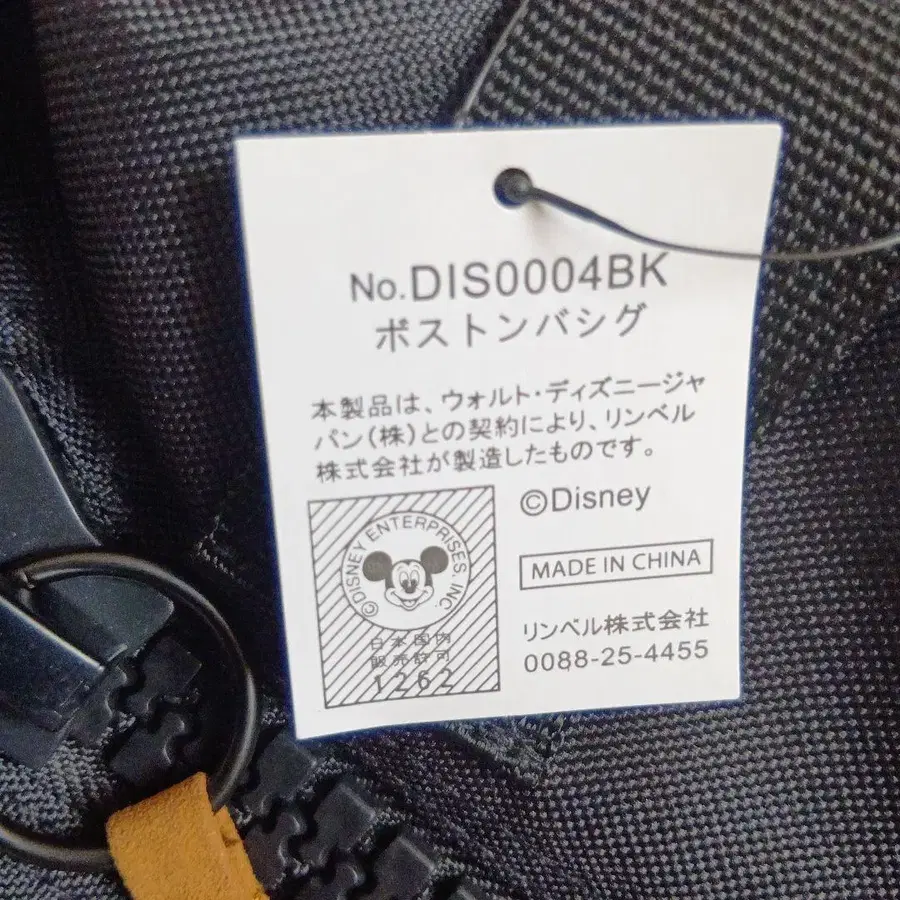 No.DIS0004BK
ボストンバッグ
本製品は、ウォルト・ディズニージャ
パン(株)との契約により、リンベル
株式会社が製造したものです。
©Disney
©DISNEY ENTERPRISES, INC.
日本国内
販売許可
1262
MADE IN CHINA
リンベル株式会社
0088-25-4455